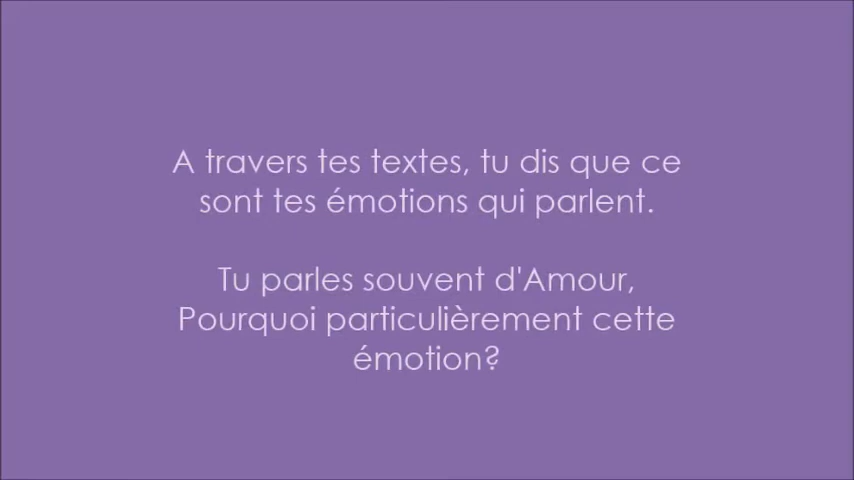 A travers tes textes, tu dis que ce
sont tes émotions qui parlent.
Tu parles souvent d'Amour,
Pourquoi particulièrement cette
émotion?